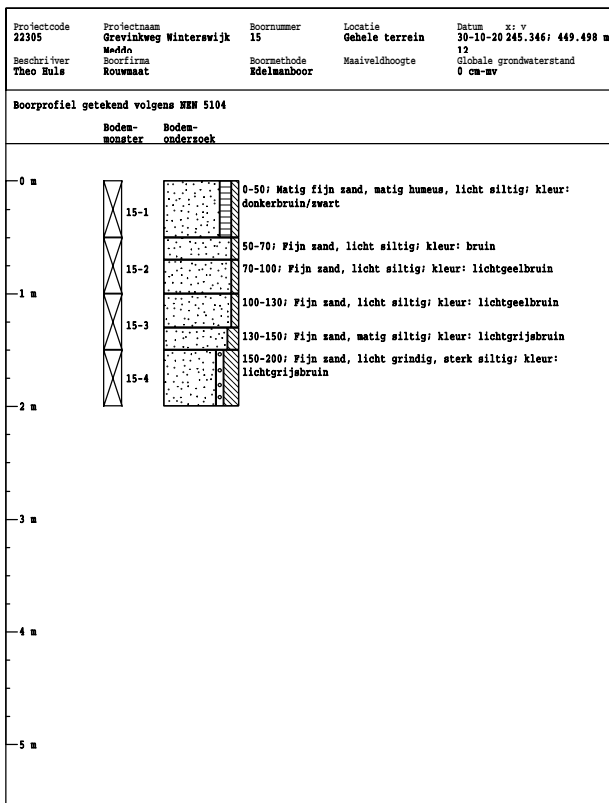 Projectcode Projectnaam Boornummer Locatie Datum x; y
22305 Grevinkweg Winterswijk 15 Gehele terrein 30-10-20 245.346; 449.498 m
Meddo 12
Beschrijver Boorfirma Boormethode Maaiveldhoogte Globale grondwaterstand
Theo Huls Rouwmaat Edelmanboor 0 cm-mv
Boorprofiel getekend volgens NEN 5104
Bodem- Bodem-
monster onderzoek
0 m
0-50; Matig fijn zand, matig humeus, licht siltig; kleur:
donkerbruin/zwart
15-1
50-70; Fijn zand, licht siltig; kleur: bruin
15-2
70-100; Fijn zand, licht siltig; kleur: lichtgeelbruin
1 m
100-130; Fijn zand, licht siltig; kleur: lichtgeelbruin
15-3
130-150; Fijn zand, matig siltig; kleur: lichtgrijsbruin
150-200; Fijn zand, licht grindig, sterk siltig; kleur:
lichtgrijsbruin
15-4
2 m
3 m
4 m
5 m